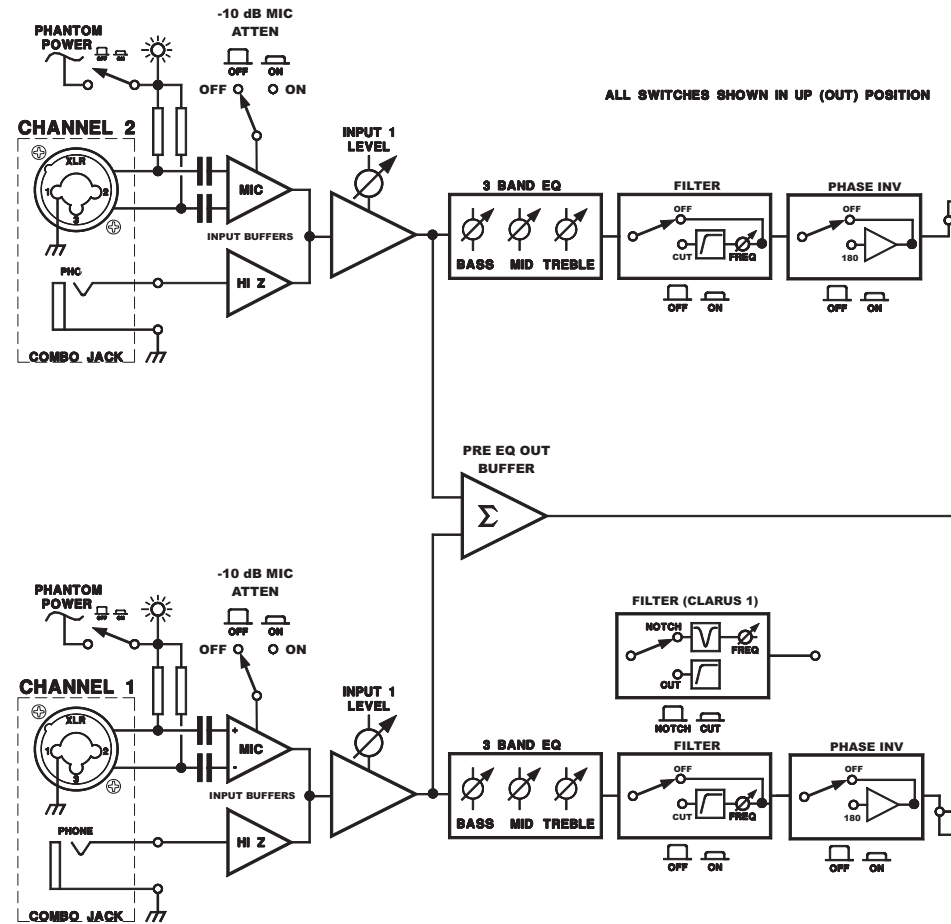 -10 dB MIC
ATTEN
PHANTOM
POWER
OFF ON
OFF ON
OFF ON
ALL SWITCHES SHOWN IN UP (OUT) POSITION
CHANNEL 2
INPUT 1
LEVEL
XLR
1 2
3
MIC
3 BAND EQ
FILTER
PHASE INV
OFF
OFF
INPUT BUFFERS
BASS MID TREBLE
CUT FREQ
180
PHO
HI Z
OFF ON
OFF ON
COMBO JACK
PRE EQ OUT
BUFFER
Σ
-10 dB MIC
ATTEN
PHANTOM
POWER
OFF ON
OFF ON
OFF ON
FILTER (CLARUS 1)
NOTCH
FREQ
CUT
CHANNEL 1
INPUT 1
LEVEL
NOTCH CUT
XLR
1 2
3
+
MIC
-
3 BAND EQ
FILTER
PHASE INV
OFF
OFF
INPUT BUFFERS
BASS MID TREBLE
CUT FREQ
180
PHONE
HI Z
OFF ON
OFF ON
COMBO JACK